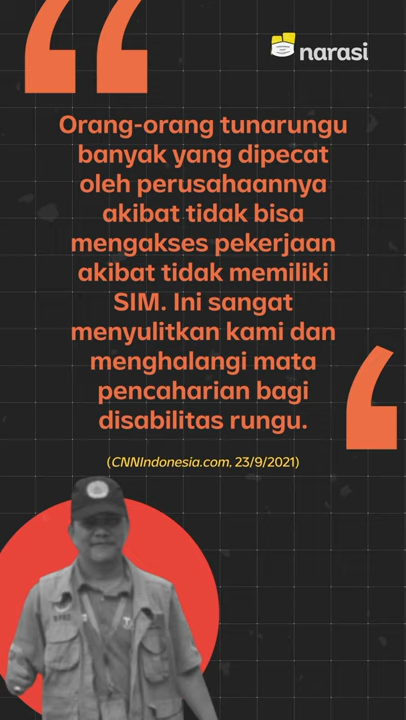 narasi
Orang-orang tunarungu
banyak yang dipecat
oleh perusahaannya
akibat tidak bisa
mengakses pekerjaan
akibat tidak memiliki
SIM. Ini sangat
menyulitkan kami dan
menghalangi mata
pencaharian bagi
disabilitas rungu.
(CNNIndonesia.com, 23/9/2021)